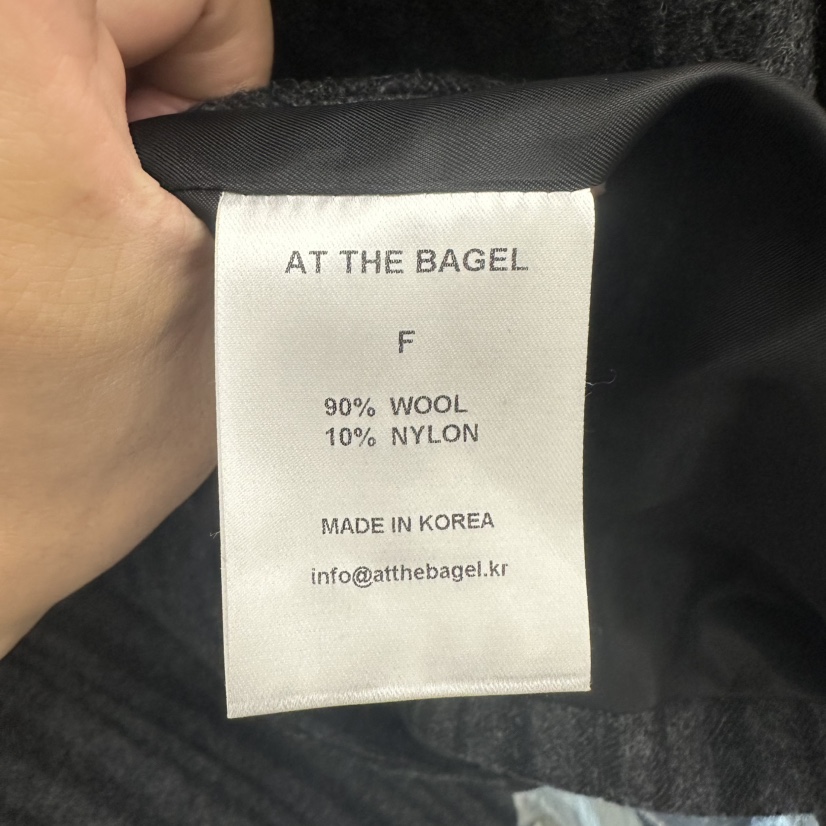 AT THE BAGEL
F
90% WOOL
10% NYLON
MADE IN KOREA
info@atthebagel.kr